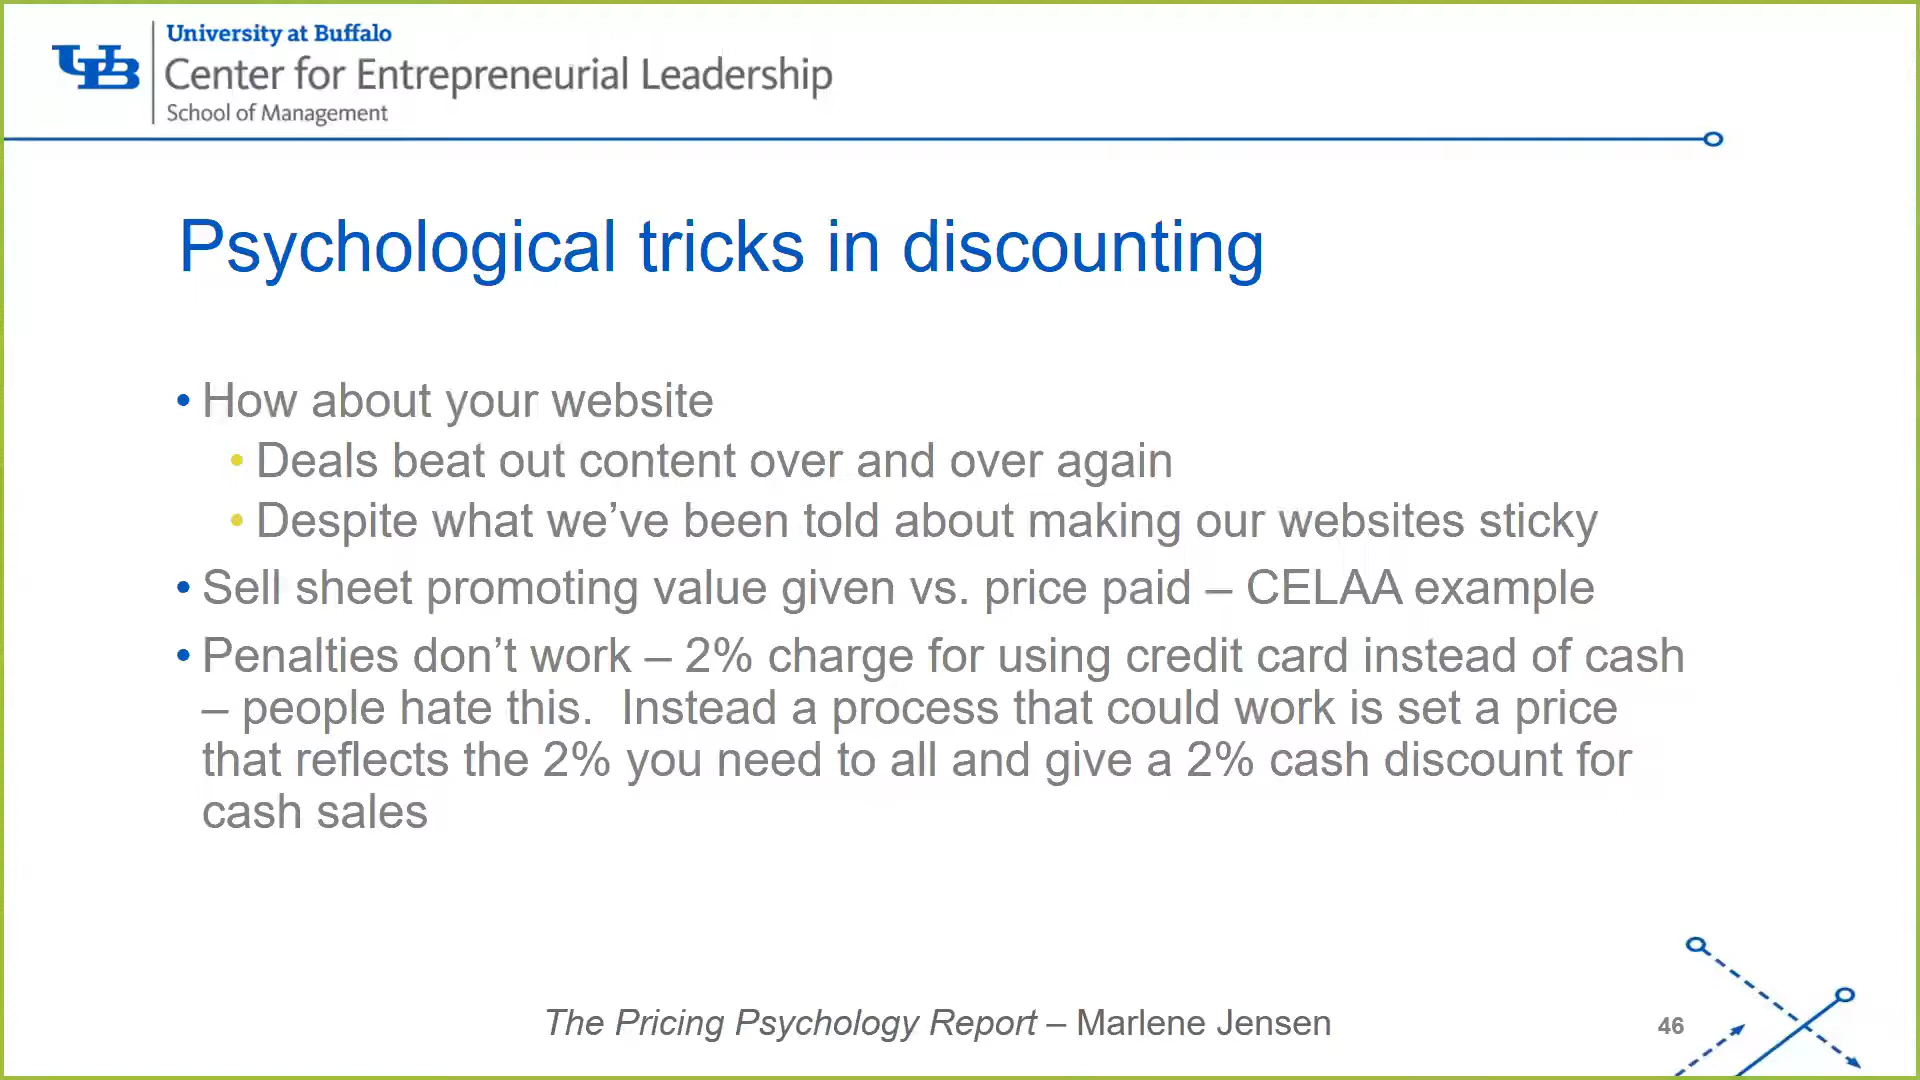 UB
University at Buffalo
Center for Entrepreneurial Leadership
School of Management
Psychological tricks in discounting
• How about your website
• Deals beat out content over and over again
• Despite what we’ve been told about making our websites sticky
• Sell sheet promoting value given vs. price paid – CELAA example
• Penalties don’t work – 2% charge for using credit card instead of cash
– people hate this.  Instead a process that could work is set a price
that reflects the 2% you need to all and give a 2% cash discount for
cash sales
The Pricing Psychology Report – Marlene Jensen
46